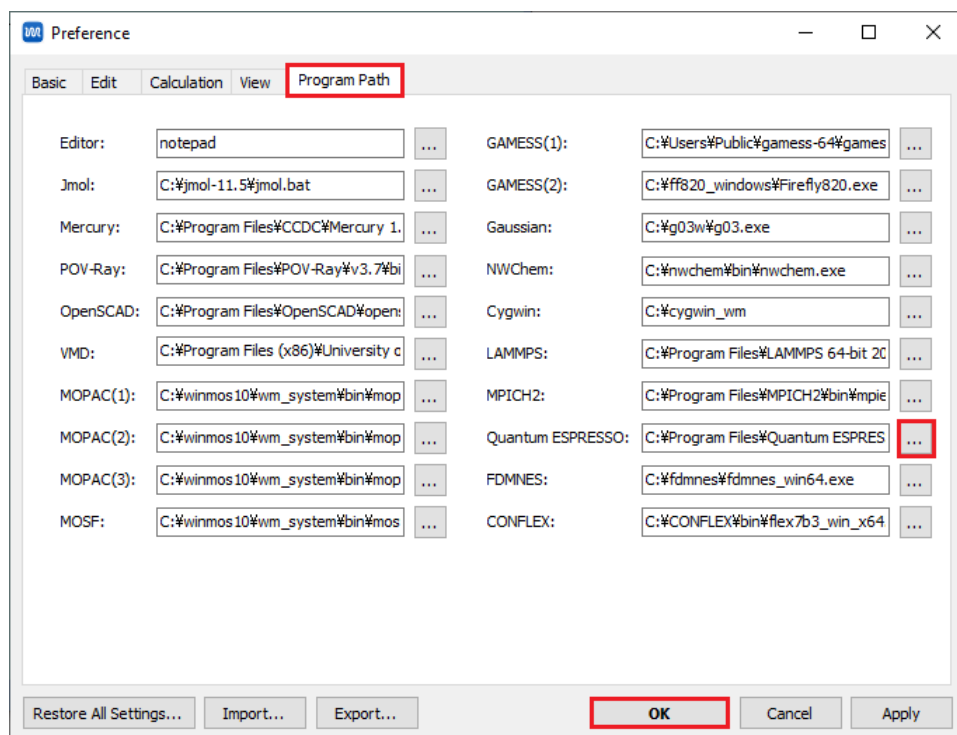 Preference
Basic Edit Calculation View Program Path
Editor: notepad ...
Jmol: C:¥jmol-11.5¥jmol.bat ...
Mercury: C:¥Program Files¥CCDC¥Mercury 1. ...
POV-Ray: C:¥Program Files¥POV-Ray¥v3.7¥bi ...
OpenSCAD: C:¥Program Files¥OpenSCAD¥open: ...
VMD: C:¥Program Files (x86)¥University o ...
MOPAC(1): C:¥winmos10¥wm_system¥bin¥mop ...
MOPAC(2): C:¥winmos10¥wm_system¥bin¥mop ...
MOPAC(3): C:¥winmos10¥wm_system¥bin¥mop ...
MOSF: C:¥winmos10¥wm_system¥bin¥mos ...
GAMESS(1): C:¥Users¥Public¥gamess-64¥games ...
GAMESS(2): C:¥ff820_windows¥Firefly820.exe ...
Gaussian: C:¥g03w¥g03.exe ...
NWChem: C:¥nwchem¥bin¥nwchem.exe ...
Cygwin: C:¥cygwin_wm ...
LAMMPS: C:¥Program Files¥LAMMPS 64-bit 20 ...
MPICH2: C:¥Program Files¥MPICH2¥bin¥mpie ...
Quantum ESPRESSO: C:¥Program Files¥Quantum ESPRES ...
FDMNES: C:¥fdmnes¥fdmnes_win64.exe ...
CONFLEX: C:¥CONFLEX¥bin¥flex7b3_win_x64 ...
Restore All Settings... Import... Export... OK Cancel Apply